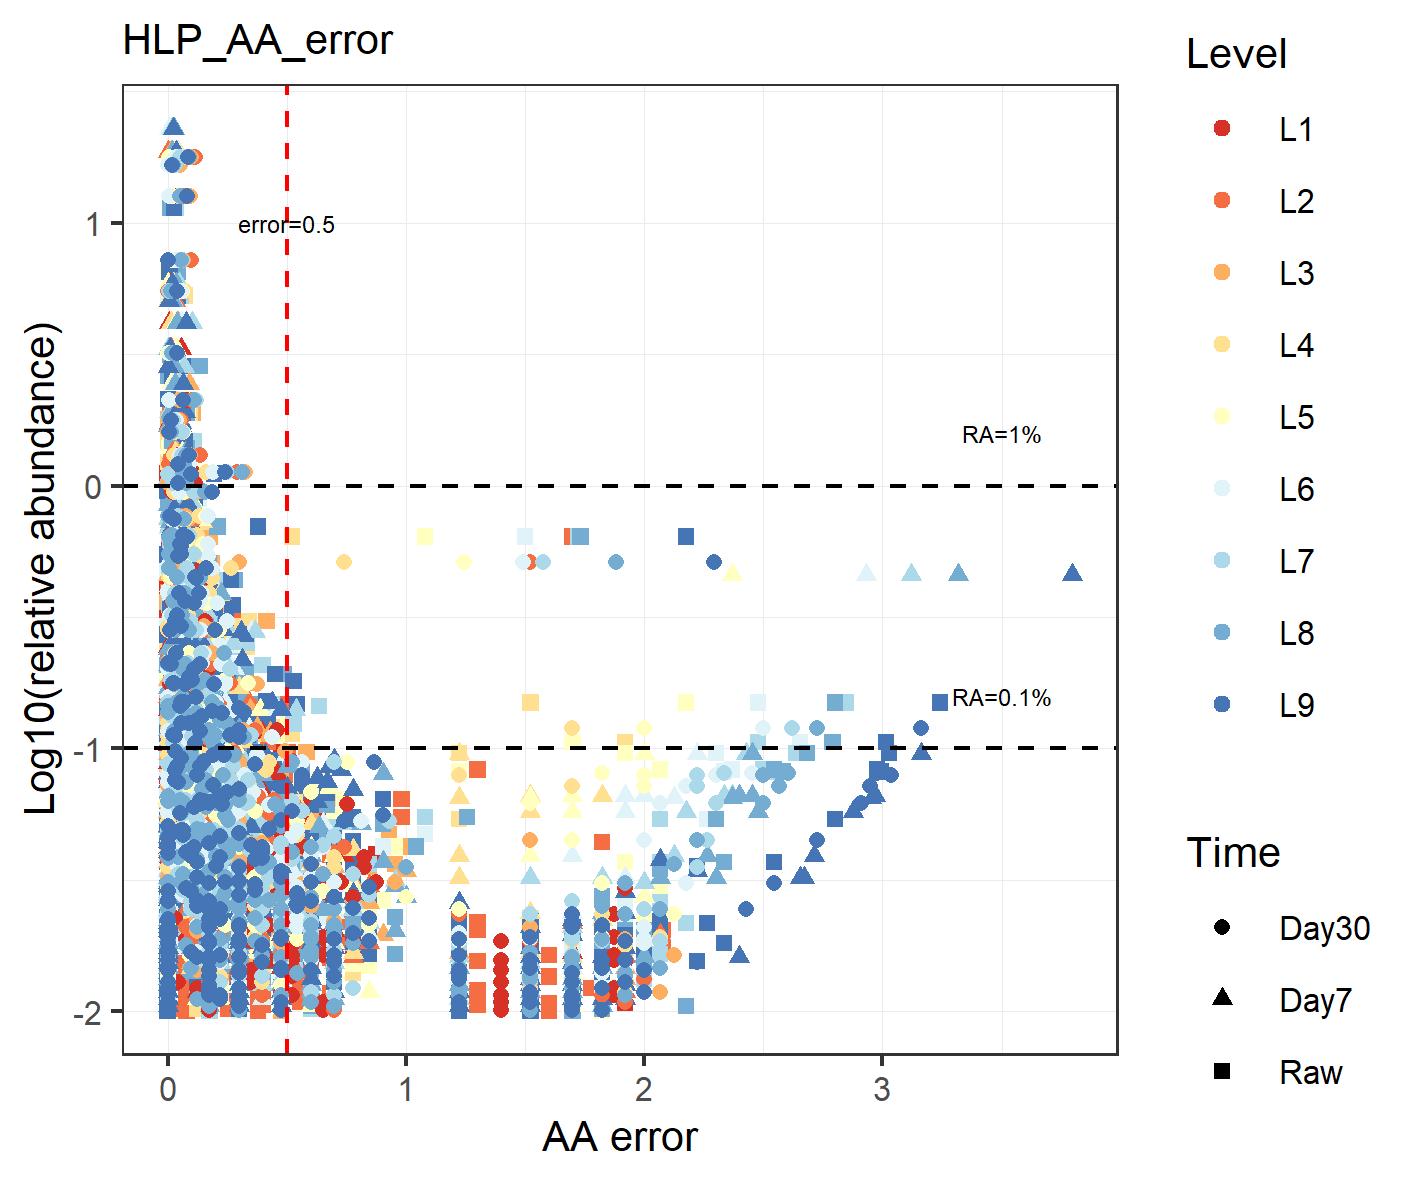 HLP_AA_error
Log10(relative abundance)
1
0
-1
-2
error=0.5
RA=1%
RA=0.1%
0 1 2 3
AA error
Level
L1
L2
L3
L4
L5
L6
L7
L8
L9
Time
Day30
Day7
Raw